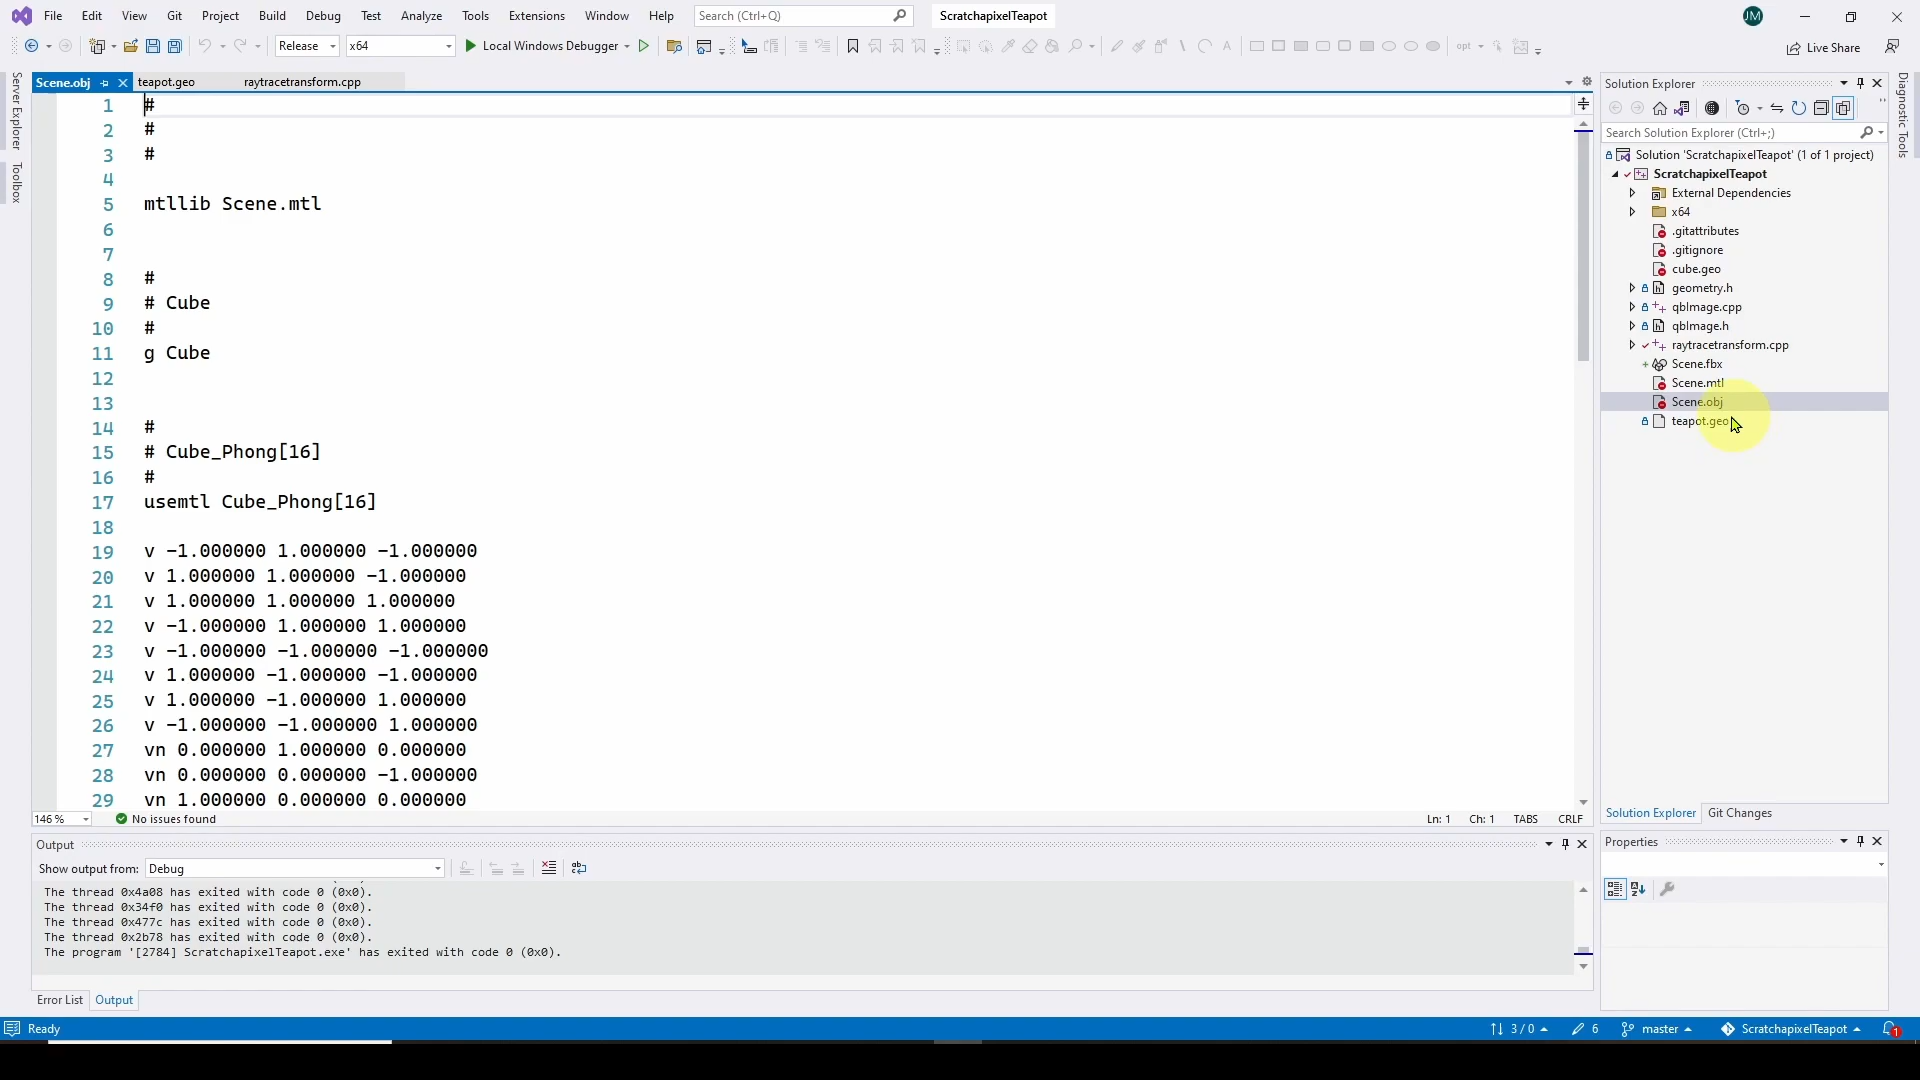 File Edit View Git Project Build Debug Test Analyze Tools Extensions Window Help Search (Ctrl+Q) ScratchapixelTeapot JM
Release x64 Local Windows Debugger opt Live Share
Server Explorer
Toolbox
Scene.obj teapot.geo raytracetransform.cpp
1 #
2 #
3 #
4
5 mtllib Scene.mtl
6
7
8 #
9 # Cube
10 #
11 g Cube
12
13
14 #
15 # Cube_Phong[16]
16 #
17 usemtl Cube_Phong[16]
18
19 v -1.000000 1.000000 -1.000000
20 v 1.000000 1.000000 -1.000000
21 v 1.000000 1.000000 1.000000
22 v -1.000000 1.000000 1.000000
23 v -1.000000 -1.000000 -1.000000
24 v 1.000000 -1.000000 -1.000000
25 v 1.000000 -1.000000 1.000000
26 v -1.000000 -1.000000 1.000000
27 vn 0.000000 1.000000 0.000000
28 vn 0.000000 0.000000 -1.000000
29 vn 1.000000 0.000000 0.000000
146 % No issues found Ln: 1 Ch: 1 TABS CRLF
Output
Show output from: Debug
The thread 0x4a08 has exited with code 0 (0x0).
The thread 0x34f0 has exited with code 0 (0x0).
The thread 0x477c has exited with code 0 (0x0).
The thread 0x2b78 has exited with code 0 (0x0).
The program '[2784] ScratchapixelTeapot.exe' has exited with code 0 (0x0).
Error List Output
Solution Explorer
Search Solution Explorer (Ctrl+;)
Solution 'ScratchapixelTeapot' (1 of 1 project)
ScratchapixelTeapot
External Dependencies
x64
.gitattributes
.gitignore
cube.geo
geometry.h
qbImage.cpp
qbImage.h
raytracetransform.cpp
Scene.fbx
Scene.mtl
Scene.obj
teapot.geo
Solution Explorer Git Changes
Properties
Diagnostic Tools
Ready 3 / 0 6 master ScratchapixelTeapot 1